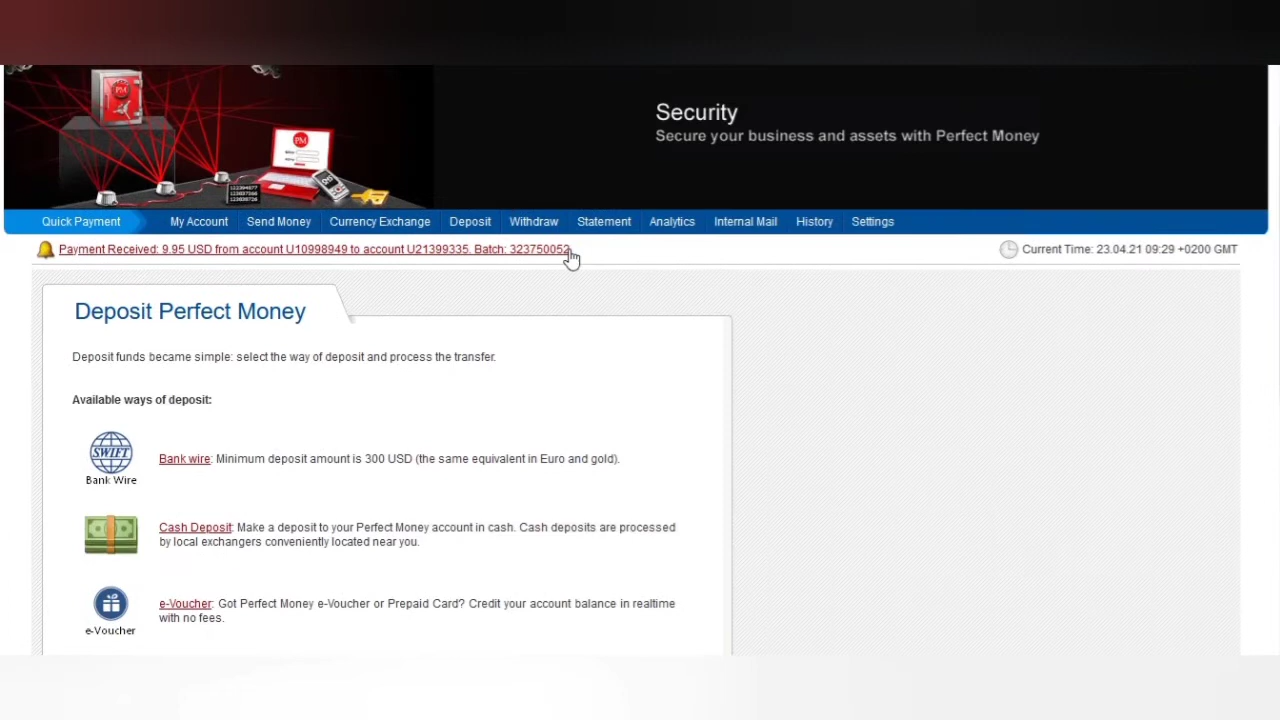 Security
Secure your business and assets with Perfect Money
PM
PM
Quick Payment My Account Send Money Currency Exchange Deposit Withdraw Statement Analytics Internal Mail History Settings
Payment Received: 9.95 USD from account U10998949 to account U21399335. Batch: 323750052. Current Time: 23.04.21 09:29 +0200 GMT
Deposit Perfect Money
Deposit funds became simple: select the way of deposit and process the transfer.
Available ways of deposit:
SWIFT
Bank Wire
Bank wire: Minimum deposit amount is 300 USD (the same equivalent in Euro and gold).
Cash Deposit: Make a deposit to your Perfect Money account in cash. Cash deposits are processed
by local exchangers conveniently located near you.
e-Voucher
e-Voucher: Got Perfect Money e-Voucher or Prepaid Card? Credit your account balance in realtime
with no fees.